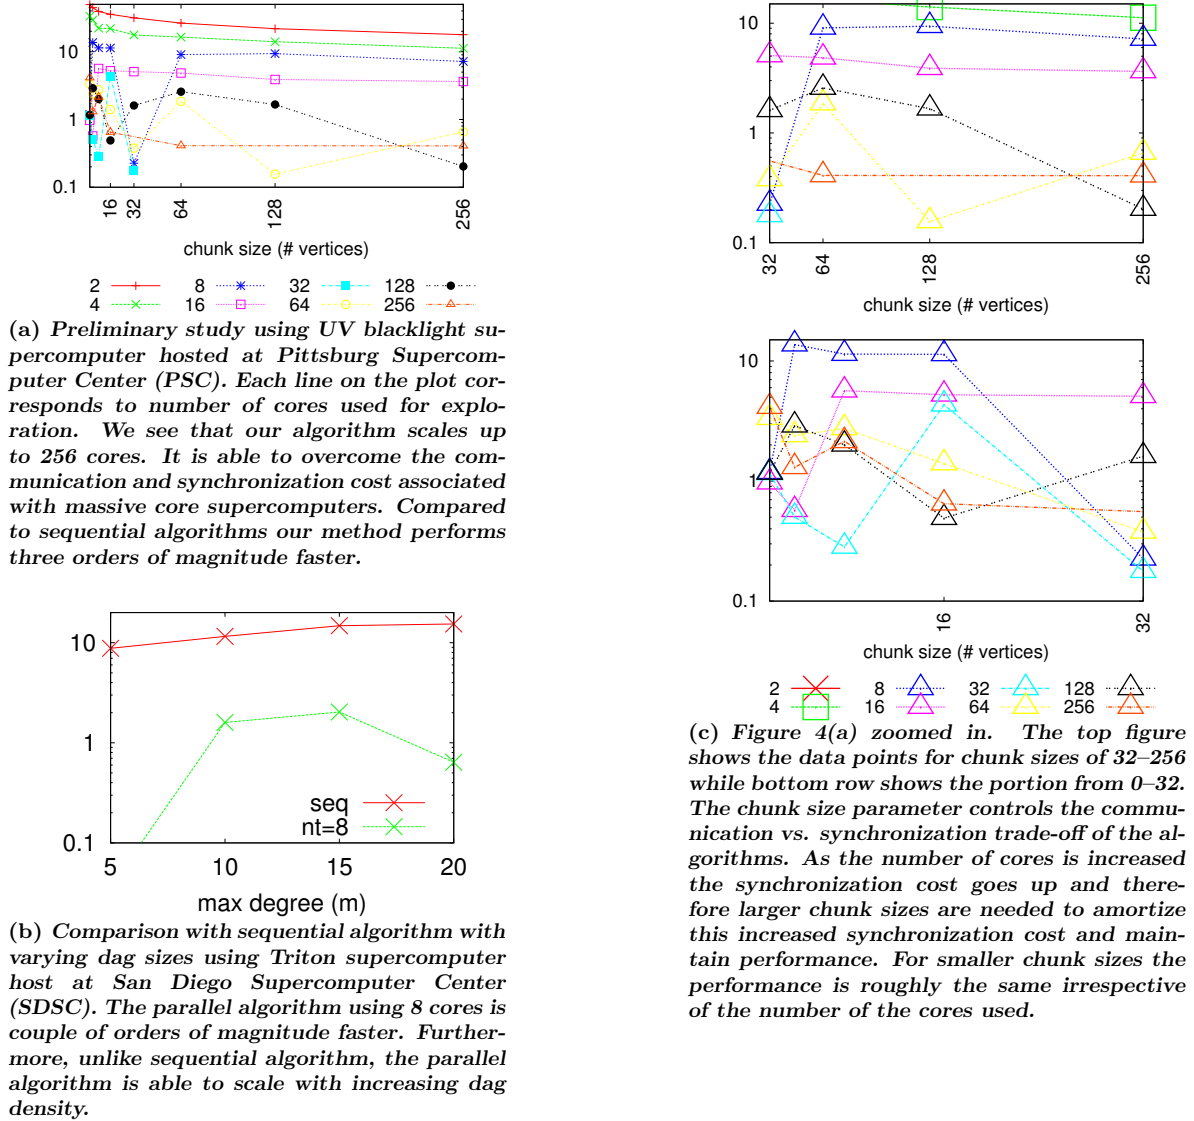 10
1
0.1
16
32
64
128
256
chunk size (# vertices)
2 8 32 128
4 16 64 256
(a) Preliminary study using UV blacklight su-
percomputer hosted at Pittsburg Supercom-
puter Center (PSC). Each line on the plot cor-
responds to number of cores used for explo-
ration. We see that our algorithm scales up
to 256 cores. It is able to overcome the com-
munication and synchronization cost associated
with massive core supercomputers. Compared
to sequential algorithms our method performs
three orders of magnitude faster.
10
1
0.1
seq
nt=8
5 10 15 20
max degree (m)
(b) Comparison with sequential algorithm with
varying dag sizes using Triton supercomputer
host at San Diego Supercomputer Center
(SDSC). The parallel algorithm using 8 cores is
couple of orders of magnitude faster. Further-
more, unlike sequential algorithm, the parallel
algorithm is able to scale with increasing dag
density.
10
1
0.1
32
64
128
256
chunk size (# vertices)
10
1
0.1
16
32
chunk size (# vertices)
2 8 32 128
4 16 64 256
(c) Figure 4(a) zoomed in. The top figure
shows the data points for chunk sizes of 32–256
while bottom row shows the portion from 0–32.
The chunk size parameter controls the commu-
nication vs. synchronization trade-off of the al-
gorithms. As the number of cores is increased
the synchronization cost goes up and there-
fore larger chunk sizes are needed to amortize
this increased synchronization cost and main-
tain performance. For smaller chunk sizes the
performance is roughly the same irrespective
of the number of the cores used.